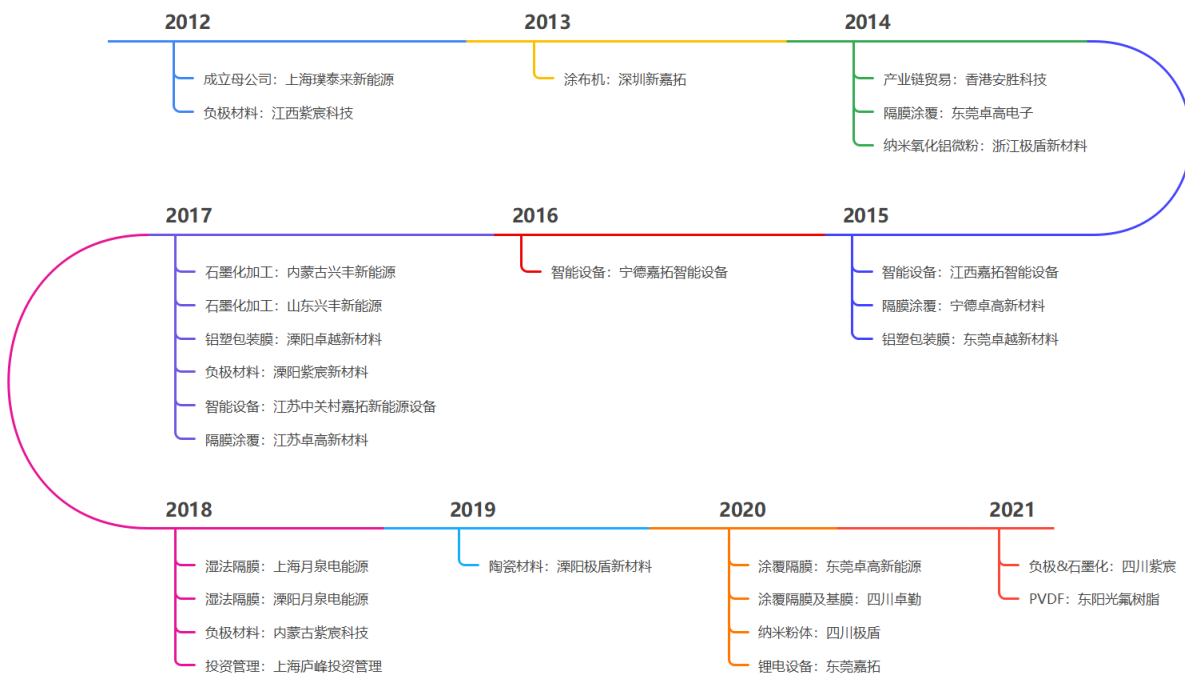 2012
成立母公司：上海璞泰来新能源
负极材料：江西紫宸科技
2013
涂布机：深圳新嘉拓
2014
产业链贸易：香港安胜科技
隔膜涂覆：东莞卓高电子
纳米氧化铝微粉：浙江极盾新材料
2015
智能设备：江西嘉拓智能设备
隔膜涂覆：宁德卓高新材料
铝塑包装膜：东莞卓越新材料
2016
智能设备：宁德嘉拓智能设备
2017
石墨化加工：内蒙古兴丰新能源
石墨化加工：山东兴丰新能源
铝塑包装膜：溧阳卓越新材料
负极材料：溧阳紫宸新材料
智能设备：江苏中关村嘉拓新能源设备
隔膜涂覆：江苏卓高新材料
2018
湿法隔膜：上海月泉电能源
湿法隔膜：溧阳月泉电能源
负极材料：内蒙古紫宸科技
投资管理：上海庐峰投资管理
2019
陶瓷材料：溧阳极盾新材料
2020
涂覆隔膜：东莞卓高新能源
涂覆隔膜及基膜：四川卓勤
纳米粉体：四川极盾
锂电设备：东莞嘉拓
2021
负极&石墨化：四川紫宸
PVDF：东阳光氟树脂